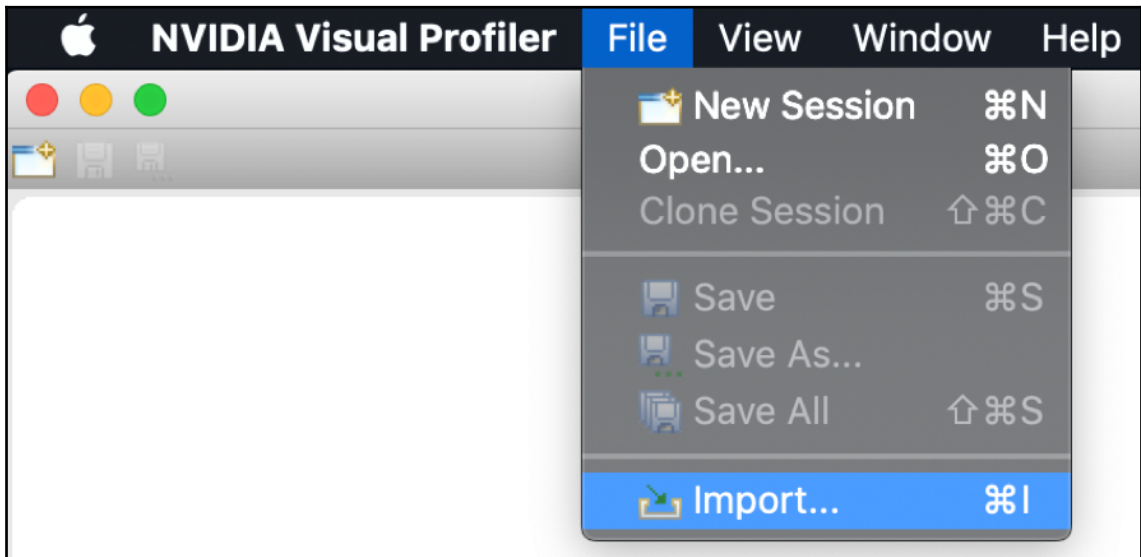 NVIDIA Visual Profiler File View Window Help
New Session ⌘N
Open... ⌘O
Clone Session ⇧⌘C
Save ⌘S
Save As...
Save All ⇧⌘S
Import... ⌘I